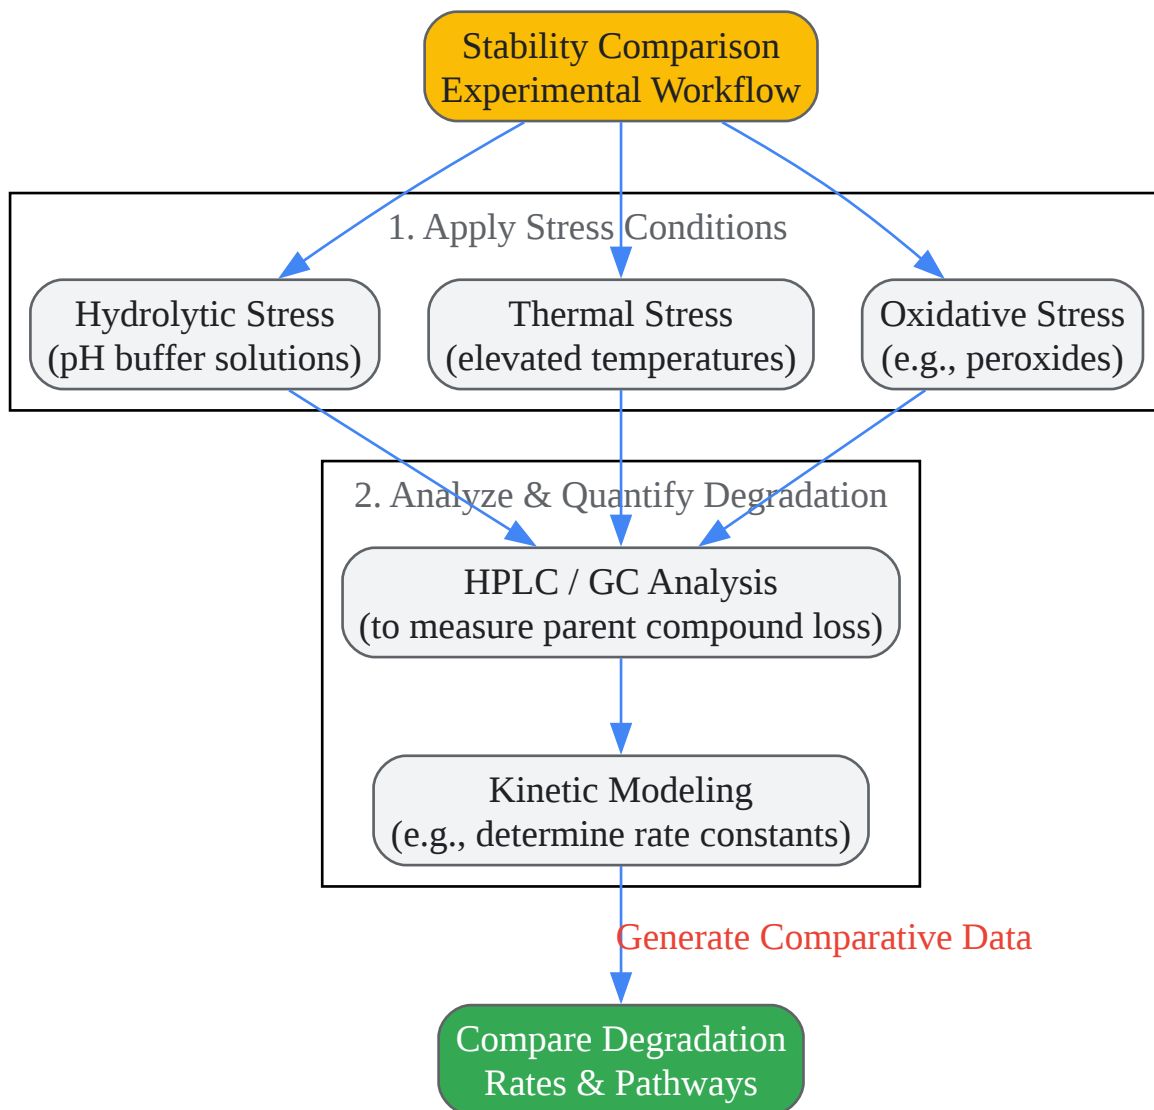 Stability Comparison
Experimental Workflow
1. Apply Stress Conditions
Hydrolytic Stress
(pH buffer solutions)
Thermal Stress
(elevated temperatures)
Oxidative Stress
(e.g., peroxides)
2. Analyze & Quantify Degradation
HPLC / GC Analysis
(to measure parent compound loss)
Kinetic Modeling
(e.g., determine rate constants)
Generate Comparative Data
Compare Degradation
Rates & Pathways